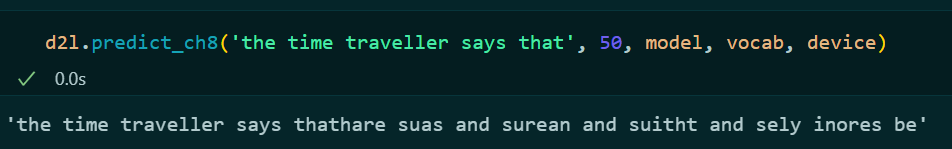 d2l.predict_ch8('the time traveller says that', 50, model, vocab, device)
0.0s
'the time traveller says thathare suas and surean and suitht and sely inores be'